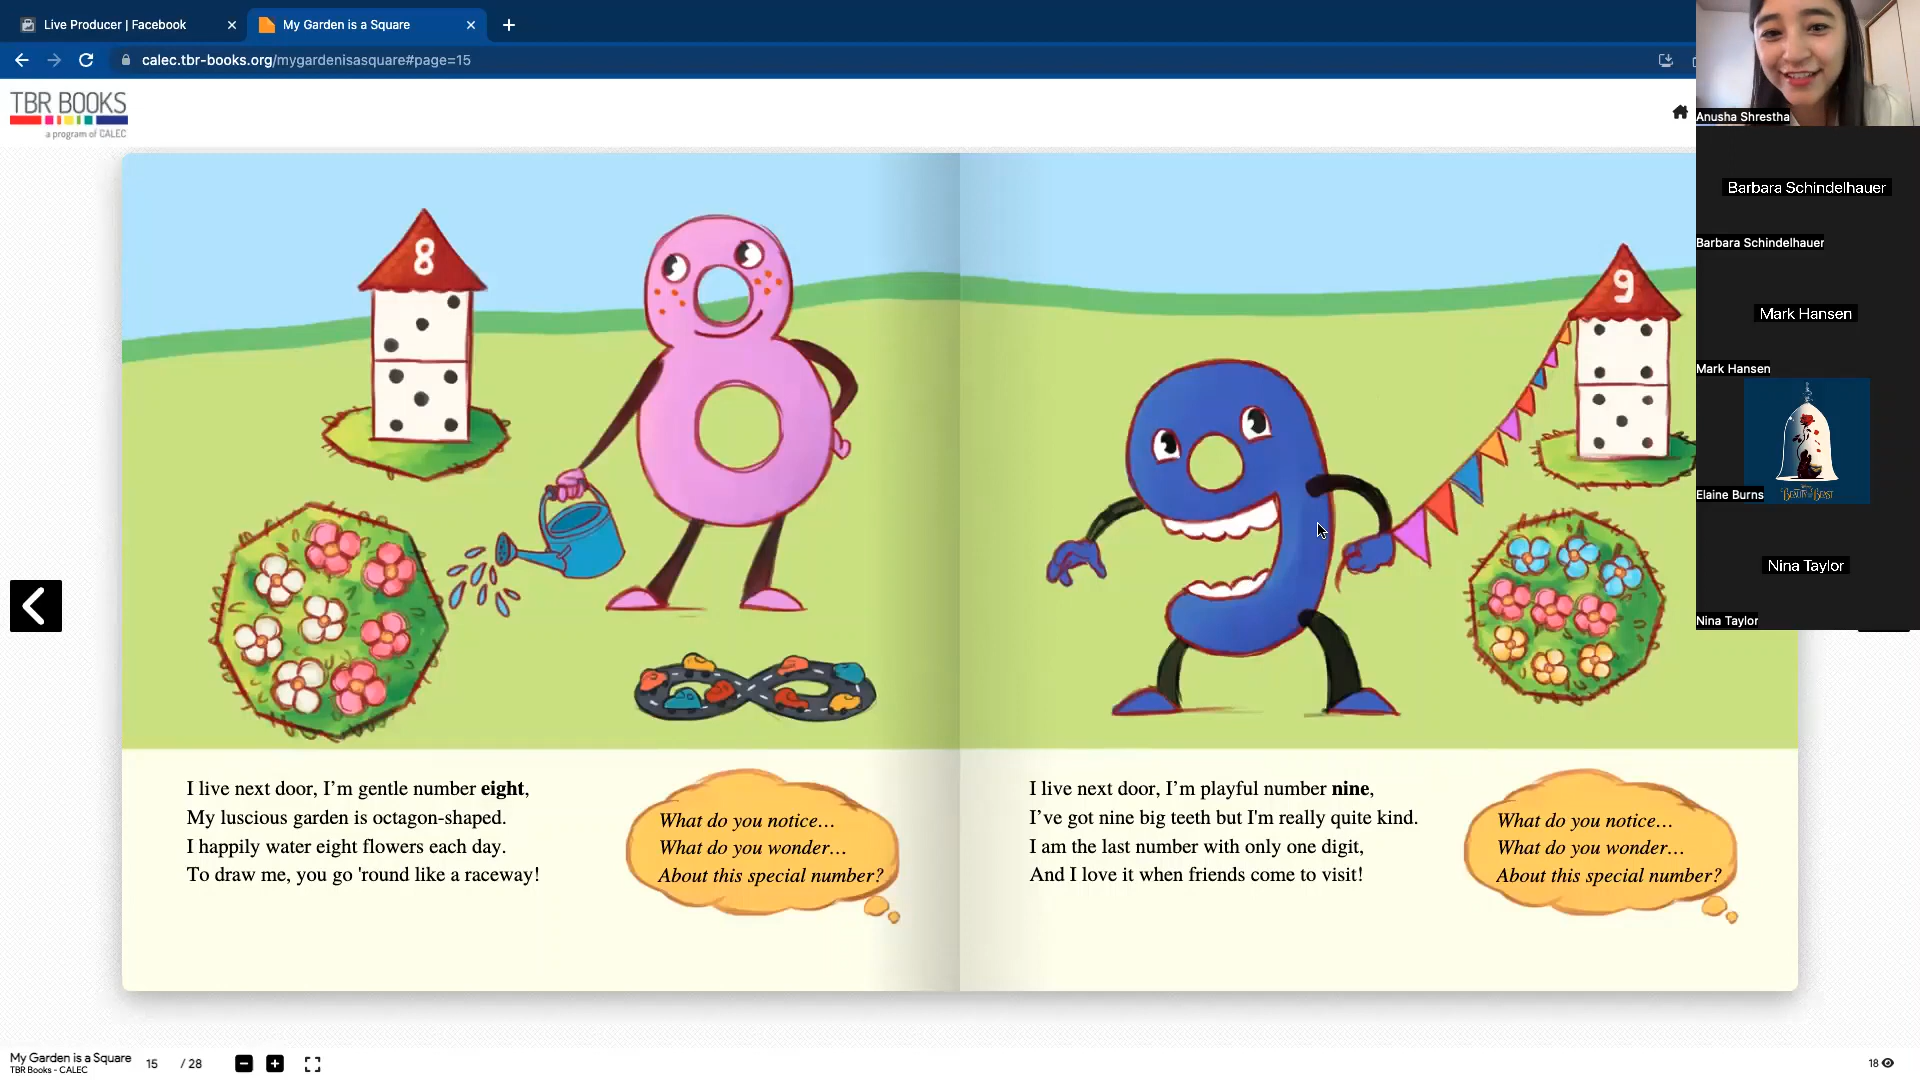 Live Producer | Facebook
My Garden is a Square
calec.tbr-books.org/mygardenisasquare#page=15
TBR BOOKS
a program of CALEC
Anusha Shrestha
Barbara Schindelhauer
Barbara Schindelhauer
Mark Hansen
Mark Hansen
Beauty and the Beast
Elaine Burns
Nina Taylor
Nina Taylor
8
9
I live next door, I'm gentle number eight,
My luscious garden is octagon-shaped.
I happily water eight flowers each day.
To draw me, you go 'round like a raceway!
What do you notice...
What do you wonder...
About this special number?
I live next door, I'm playful number nine,
I've got nine big teeth but I'm really quite kind.
I am the last number with only one digit,
And I love it when friends come to visit!
What do you notice...
What do you wonder...
About this special number?
My Garden is a Square
TBR Books - CALEC
15 / 28
18